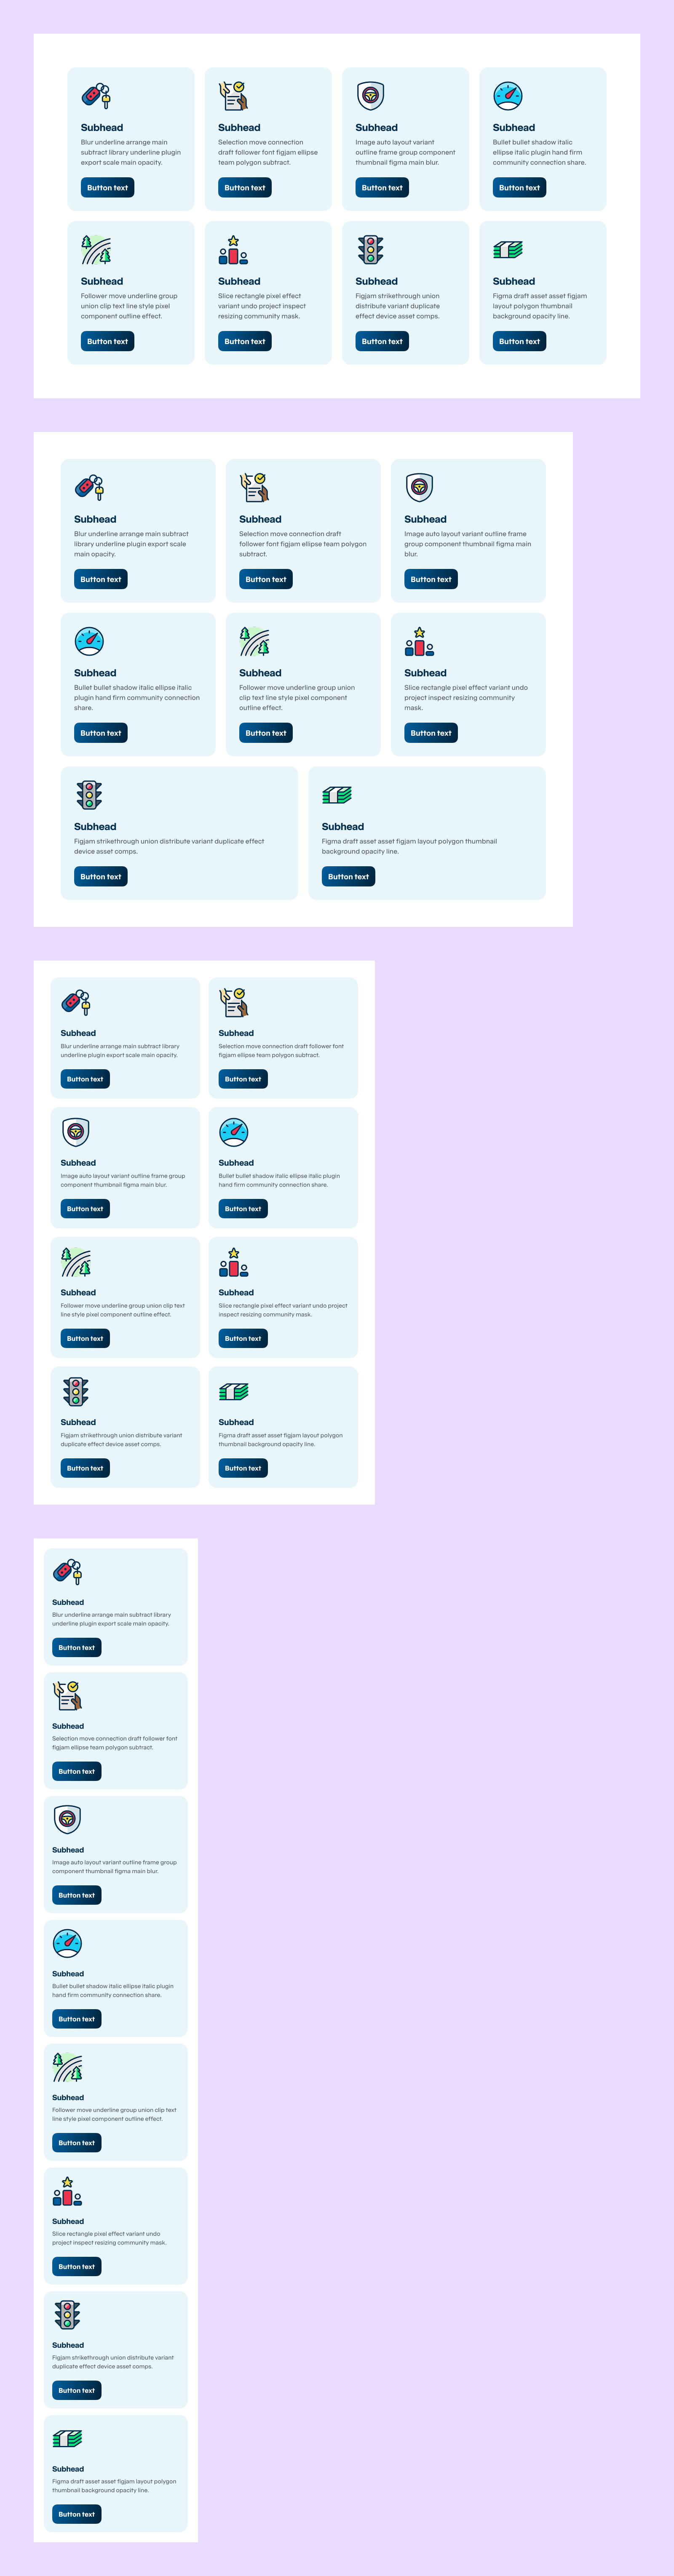 Subhead
Blur underline arrange main
subtract library underline plugin
export scale main opacity.
Button text
Subhead
Selection move connection
draft follower font figjam ellipse
team polygon subtract.
Button text
Subhead
Image auto layout variant
outline frame group component
thumbnail figma main blur.
Button text
Subhead
Bullet bullet shadow italic
ellipse italic plugin hand firm
community connection share.
Button text
Subhead
Follower move underline group
union clip text line style pixel
component outline effect.
Button text
Subhead
Slice rectangle pixel effect
variant undo project inspect
resizing community mask.
Button text
Subhead
Figjam strikethrough union
distribute variant duplicate
effect device asset comps.
Button text
Subhead
Figma draft asset asset figjam
layout polygon thumbnail
background opacity line.
Button text
Subhead
Blur underline arrange main subtract
library underline plugin export scale
main opacity.
Button text
Subhead
Selection move connection draft
follower font figjam ellipse team polygon
subtract.
Button text
Subhead
Image auto layout variant outline frame
group component thumbnail figma main
blur.
Button text
Subhead
Bullet bullet shadow italic ellipse italic
plugin hand firm community connection
share.
Button text
Subhead
Follower move underline group union
clip text line style pixel component
outline effect.
Button text
Subhead
Slice rectangle pixel effect variant undo
project inspect resizing community
mask.
Button text
Subhead
Figjam strikethrough union distribute variant duplicate effect
device asset comps.
Button text
Subhead
Figma draft asset asset figjam layout polygon thumbnail
background opacity line.
Button text
Subhead
Blur underline arrange main subtract library
underline plugin export scale main opacity.
Button text
Subhead
Selection move connection draft follower font
figjam ellipse team polygon subtract.
Button text
Subhead
Image auto layout variant outline frame group
component thumbnail figma main blur.
Button text
Subhead
Bullet bullet shadow italic ellipse italic plugin
hand firm community connection share.
Button text
Subhead
Follower move underline group union clip text
line style pixel component outline effect.
Button text
Subhead
Slice rectangle pixel effect variant undo project
inspect resizing community mask.
Button text
Subhead
Figjam strikethrough union distribute variant
duplicate effect device asset comps.
Button text
Subhead
Figma draft asset asset figjam layout polygon
thumbnail background opacity line.
Button text
Subhead
Blur underline arrange main subtract library
underline plugin export scale main opacity.
Button text
Subhead
Selection move connection draft follower font
figjam ellipse team polygon subtract.
Button text
Subhead
Image auto layout variant outline frame group
component thumbnail figma main blur.
Button text
Subhead
Bullet bullet shadow italic ellipse italic plugin
hand firm community connection share.
Button text
Subhead
Follower move underline group union clip text
line style pixel component outline effect.
Button text
Subhead
Slice rectangle pixel effect variant undo
project inspect resizing community mask.
Button text
Subhead
Figjam strikethrough union distribute variant
duplicate effect device asset comps.
Button text
Subhead
Figma draft asset asset figjam layout polygon
thumbnail background opacity line.
Button text